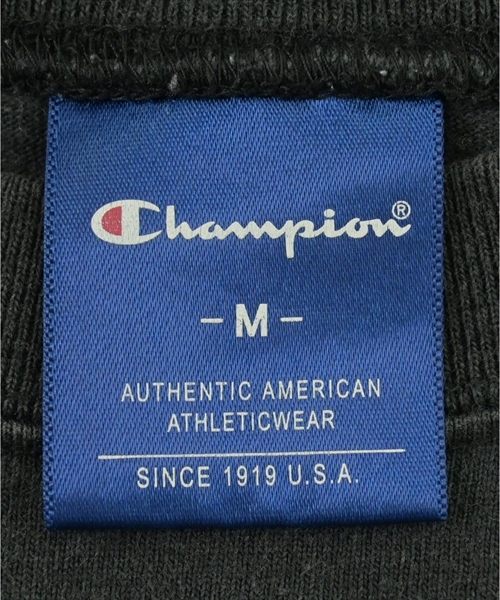 Champion®
- M -
AUTHENTIC AMERICAN
ATHLETICWEAR
SINCE 1919 U.S.A.